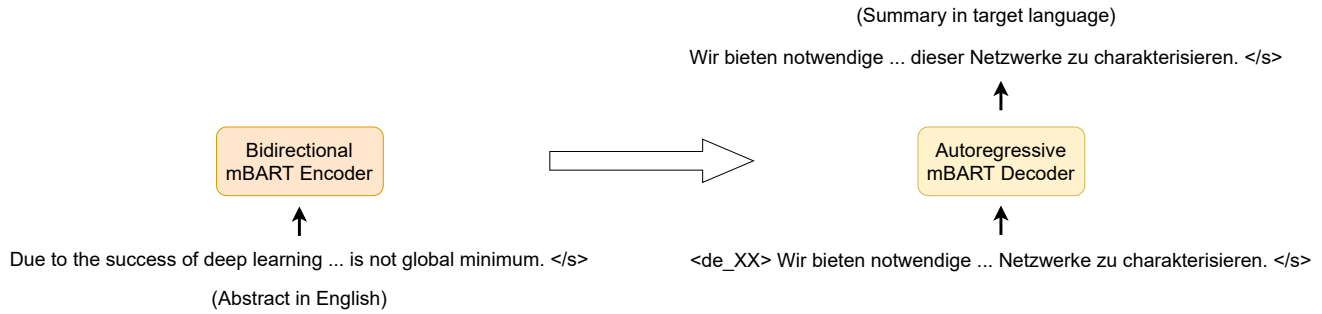 (Summary in target language)
Wir bieten notwendige ... dieser Netzwerke zu charakterisieren. </s>
Bidirectional
mBART Encoder
Autoregressive
mBART Decoder
Due to the success of deep learning ... is not global minimum. </s>
<de_XX> Wir bieten notwendige ... Netzwerke zu charakterisieren. </s>
(Abstract in English)